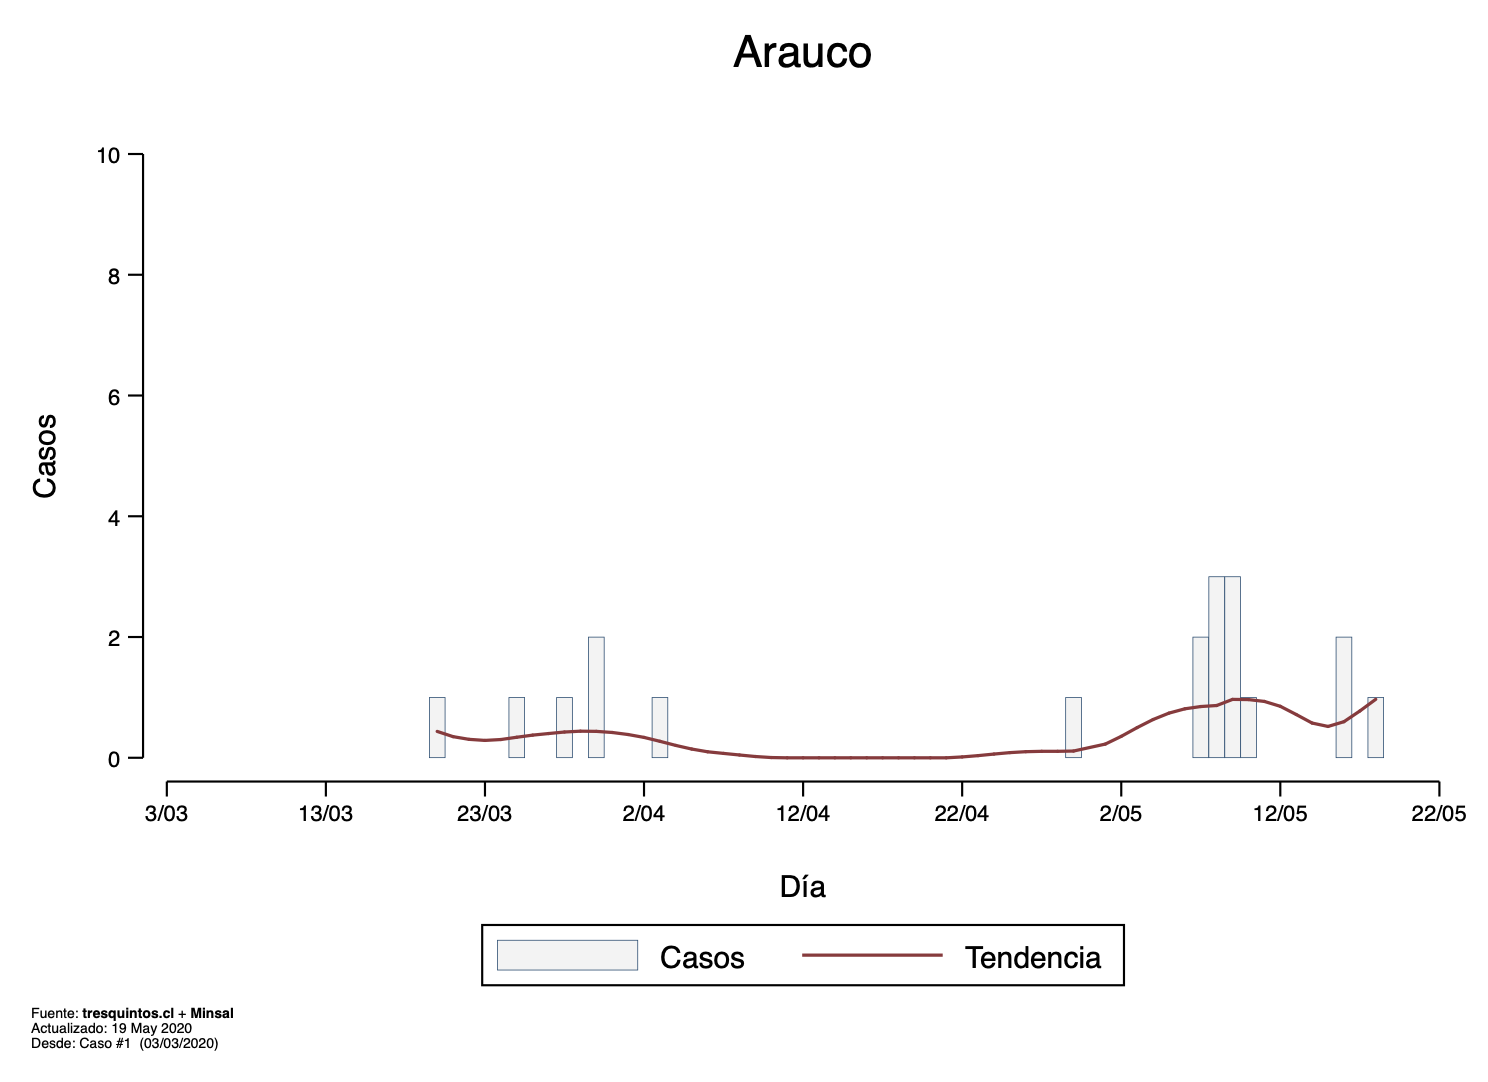 Arauco
Casos
10
8
6
4
2
0
3/03 13/03 23/03 2/04 12/04 22/04 2/05 12/05 22/05
Día
Casos Tendencia
Fuente: tresquintos.cl + Minsal
Actualizado: 19 May 2020
Desde: Caso #1 (03/03/2020)